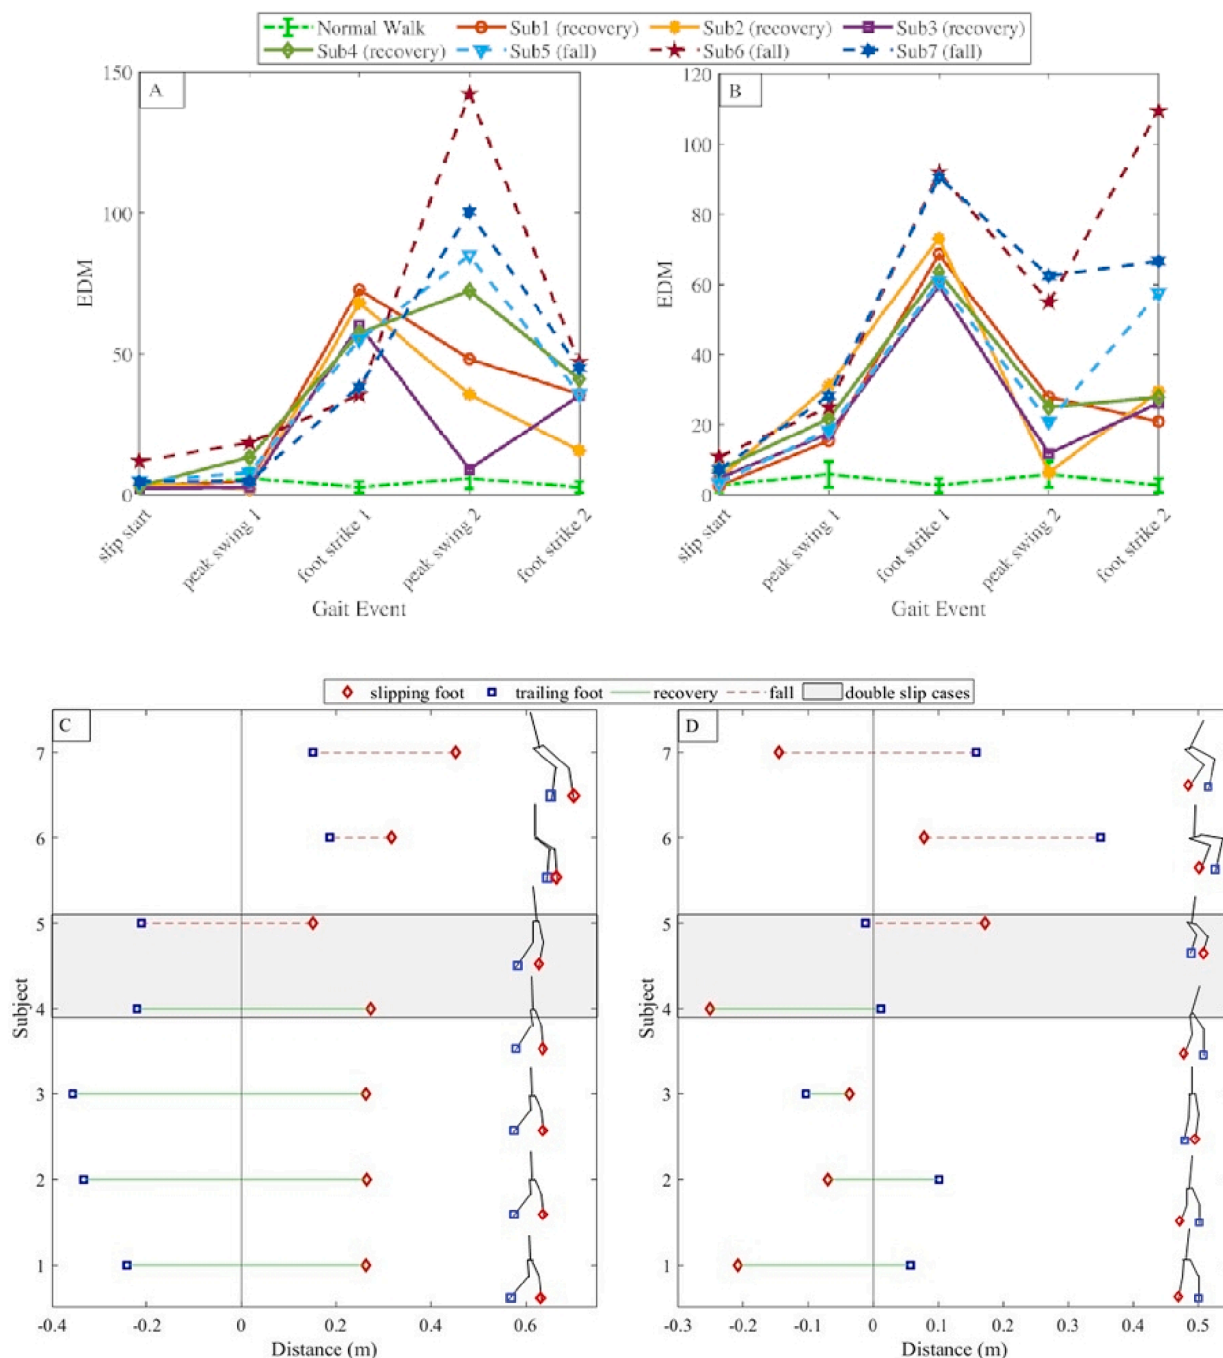 Normal Walk Sub1 (recovery) Sub2 (recovery) Sub3 (recovery)
Sub4 (recovery) Sub5 (fall) Sub6 (fall) Sub7 (fall)
A
150
100
50
0
EDM
slip start
peak swing 1
foot strike 1
peak swing 2
foot strike 2
Gait Event
B
120
100
80
60
40
20
0
EDM
slip start
peak swing 1
foot strike 1
peak swing 2
foot strike 2
Gait Event
slipping foot trailing foot recovery fall double slip cases
C
7
6
5
4
3
2
1
Subject
-0.4 -0.2 0 0.2 0.4 0.6
Distance (m)
D
7
6
5
4
3
2
1
Subject
-0.3 -0.2 -0.1 0 0.1 0.2 0.3 0.4 0.5
Distance (m)